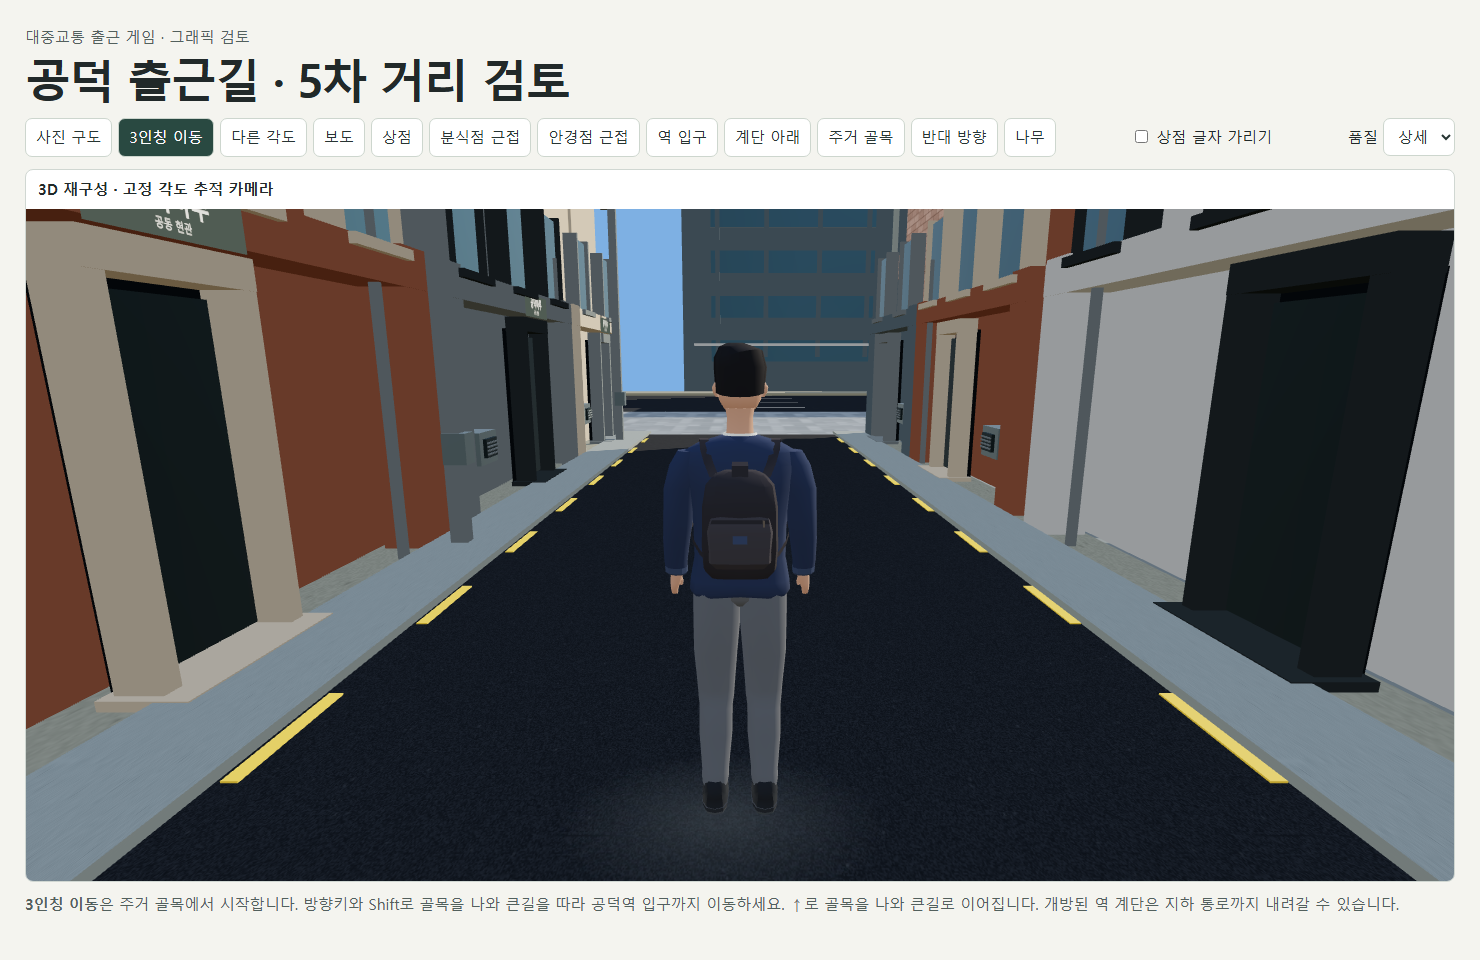 대중교통 출근 게임 · 그래픽 검토
공덕 출근길 · 5차 거리 검토
사진 구도
3인칭 이동
다른 각도
보도
상점
분식점 근접
안경점 근접
역 입구
계단 아래
주거 골목
반대 방향
나무
상점 글자 가리기
품질
상세
3D 재구성 · 고정 각도 추적 카메라
공동 현관
3인칭 이동은 주거 골목에서 시작합니다. 방향키와 Shift로 골목을 나와 큰길을 따라 공덕역 입구까지 이동하세요. ↑로 골목을 나와 큰길로 이어집니다. 개방된 역 계단은 지하 통로까지 내려갈 수 있습니다.